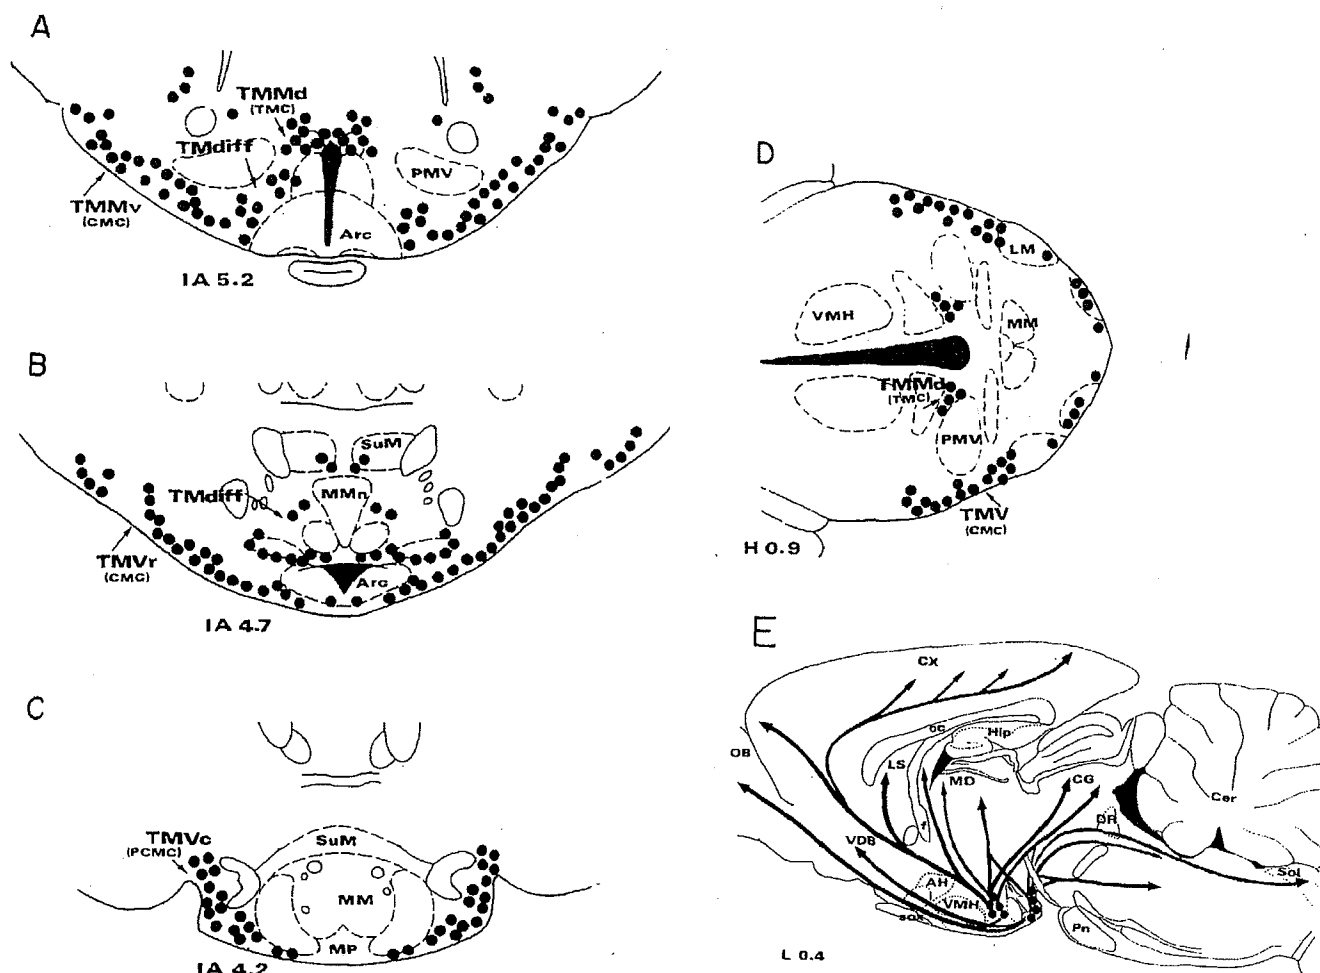 A
TMMd
(TMC)
TMdiff
PMV
TMMv
(CMC)
Arc
IA 5.2
B
SuM
TMdiff
MMn
TMVr
(CMC)
Arc
IA 4.7
C
TMVc
(PCMC)
SuM
MM
MP
IA 4.2
D
LM
VMH
MM
TMMd
(TMC)
PMV
TMV
(CMC)
H 0.9
E
CX
OB
cc
Hip
LS
MD
CG
Cer
f
DR
VDB
AH
VMH
sox
Sol
Pn
L 0.4